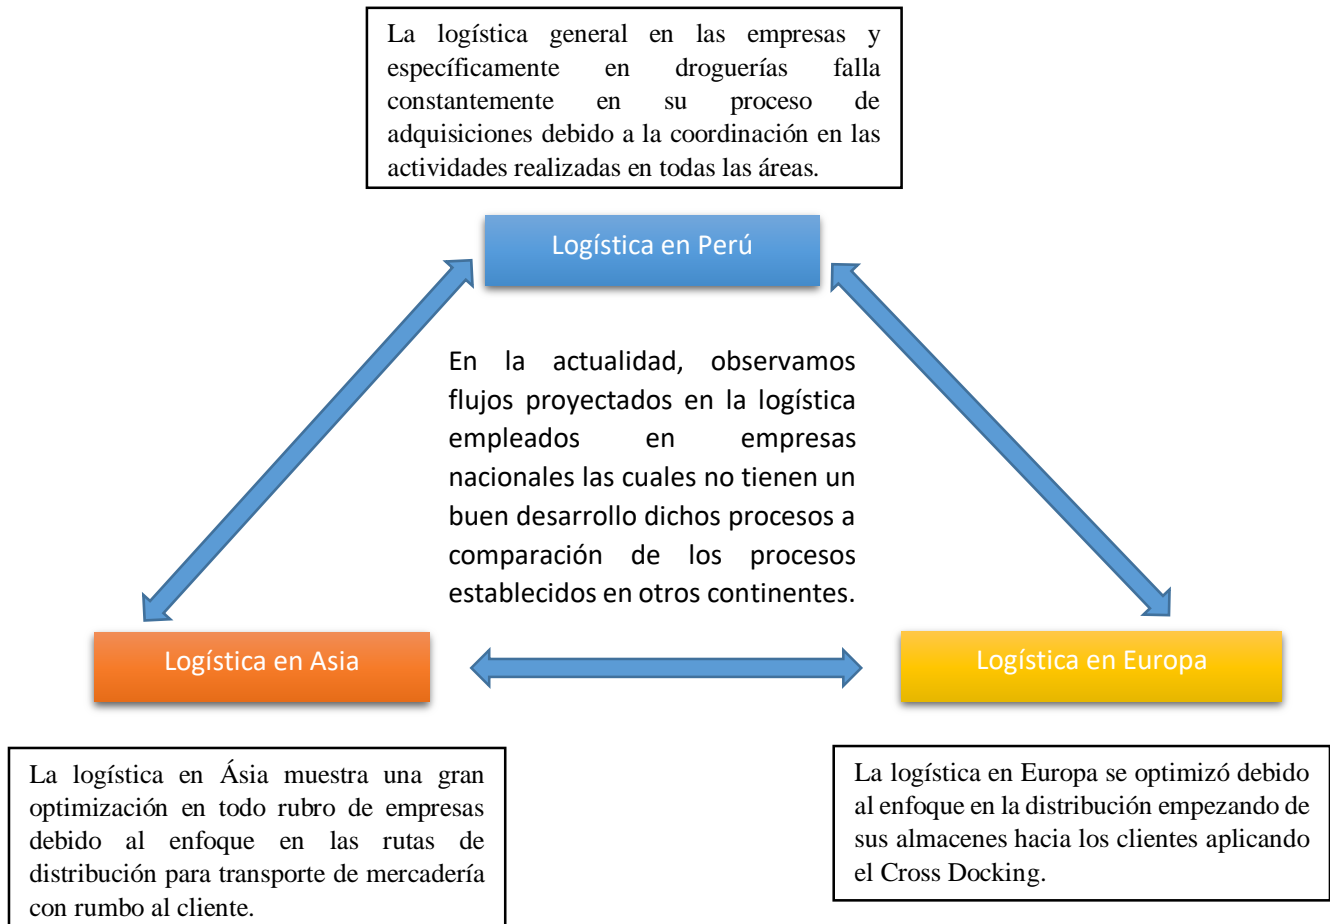 La logística general en las empresas y
específicamente en droguerías falla
constantemente en su proceso de
adquisiciones debido a la coordinación en las
actividades realizadas en todas las áreas.
Logística en Perú
En la actualidad, observamos
flujos proyectados en la logística
empleados en empresas
nacionales las cuales no tienen un
buen desarrollo dichos procesos a
comparación de los procesos
establecidos en otros continentes.
Logística en Asia
Logística en Europa
La logística en Ásia muestra una gran
optimización en todo rubro de empresas
debido al enfoque en las rutas de
distribución para transporte de mercadería
con rumbo al cliente.
La logística en Europa se optimizó debido
al enfoque en la distribución empezando de
sus almacenes hacia los clientes aplicando
el Cross Docking.